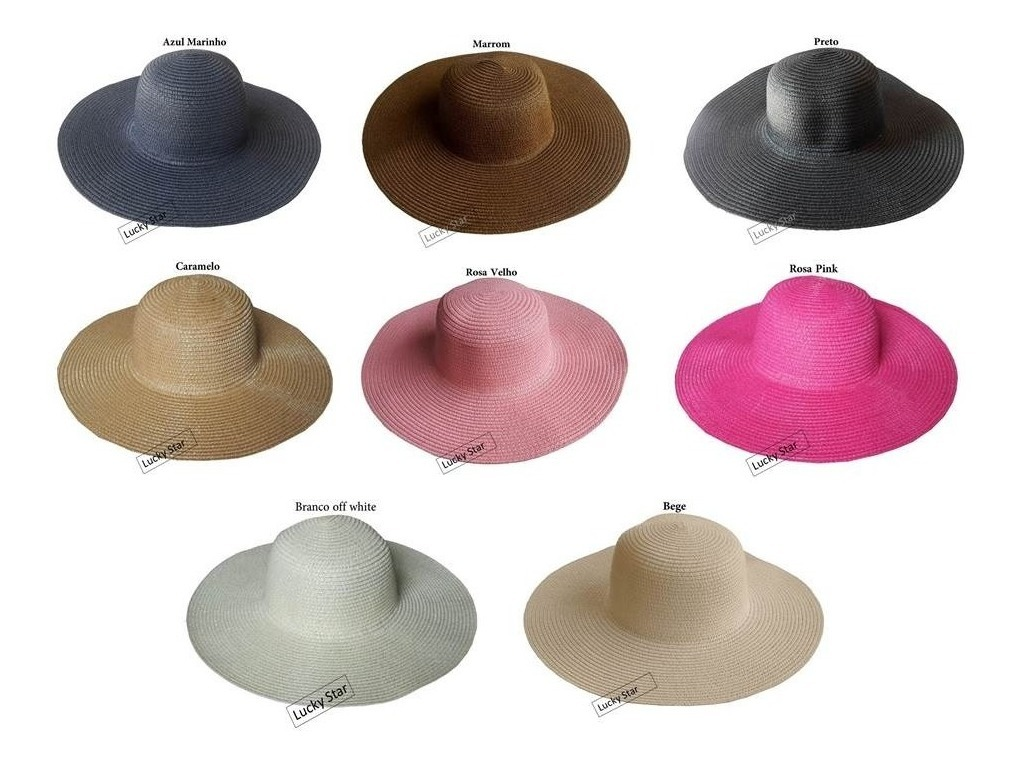 Azul Marinho
Marrom
Preto
Lucky Star
Lucky Star
Lucky Star
Caramelo
Rosa Velho
Rosa Pink
Lucky Star
Lucky Star
Lucky Star
Branco off white
Bege
Lucky Star
Lucky Star